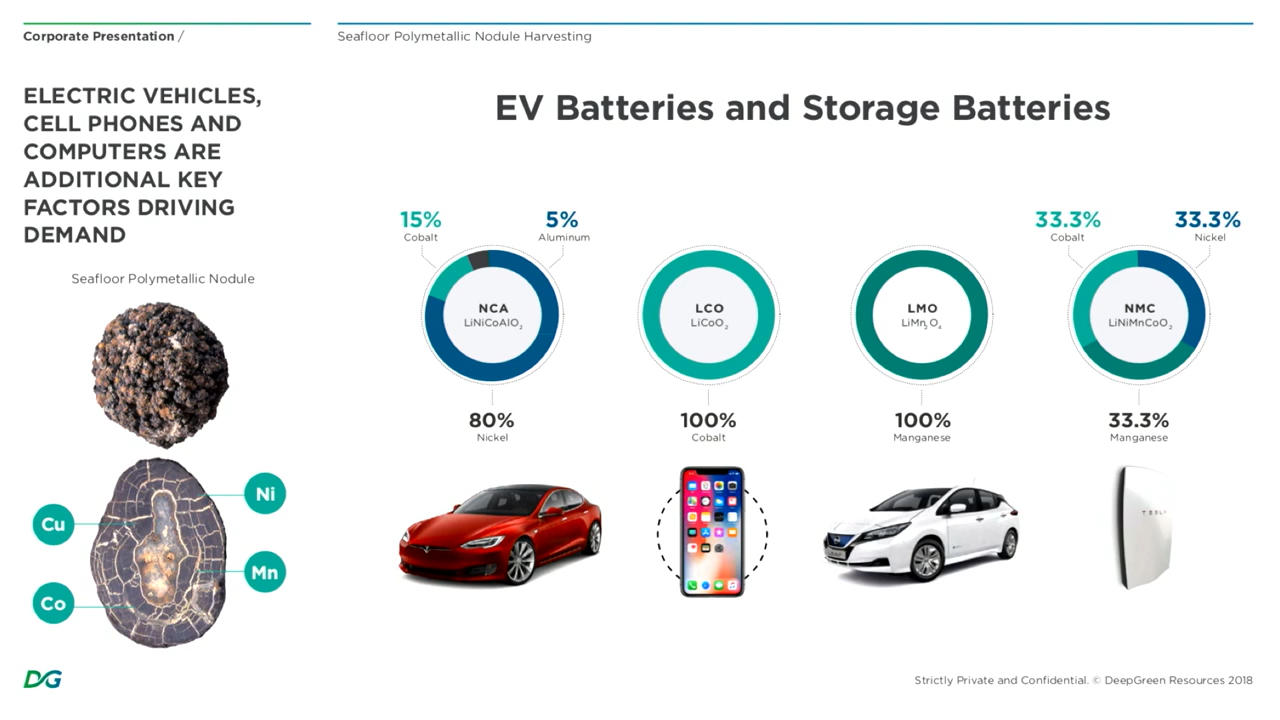 Corporate Presentation /
Seafloor Polymetallic Nodule Harvesting
ELECTRIC VEHICLES,
CELL PHONES AND
COMPUTERS ARE
ADDITIONAL KEY
FACTORS DRIVING
DEMAND
Seafloor Polymetallic Nodule
Ni
Cu
Mn
Co
EV Batteries and Storage Batteries
15%
Cobalt
5%
Aluminum
NCA
LiNiCoAlO₂
80%
Nickel
LCO
LiCoO₂
100%
Cobalt
LMO
LiMn₂O₄
100%
Manganese
33.3%
Cobalt
33.3%
Nickel
NMC
LiNiMnCoO₂
33.3%
Manganese
TESLA
DG
Strictly Private and Confidential. © DeepGreen Resources 2018